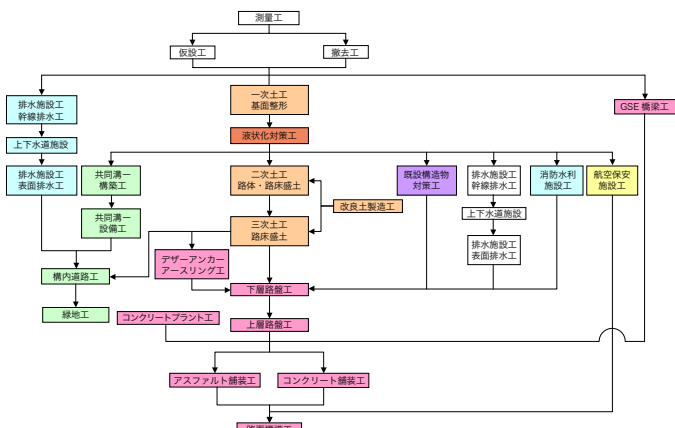 測量工
仮設工
撤去工
排水施設工
幹線排水工
一次土工
基面整形
GSE 橋梁工
液状化対策工
上下水道施設
排水施設工
表面排水工
共同溝ー
構築工
二次土工
路体・路床盛土
既設構造物
対策工
排水施設工
幹線排水工
消防水利
施設工
航空保安
施設工
改良土製造工
上下水道施設
共同溝ー
設備工
三次土工
路床盛土
排水施設工
表面排水工
デザーアンカー
アースリング工
構内道路工
下層路盤工
緑地工
コンクリートプラント工
上層路盤工
アスファルト舗装工
コンクリート舗装工